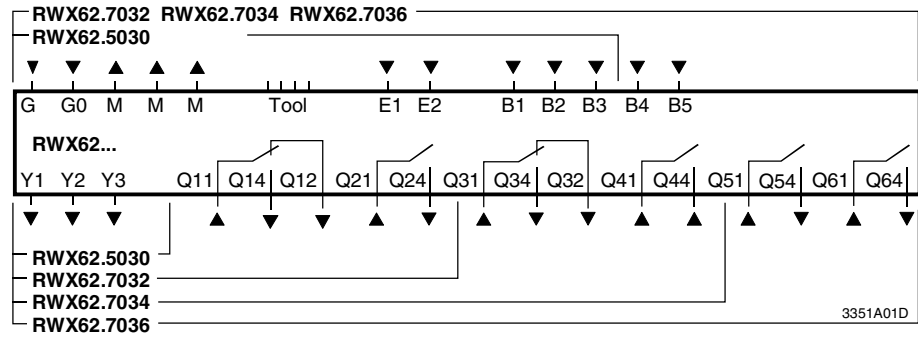 RWX62.7032 RWX62.7034 RWX62.7036
RWX62.5030
G G0 M M M Tool E1 E2 B1 B2 B3 B4 B5
RWX62...
Y1 Y2 Y3 Q11 Q14 Q12 Q21 Q24 Q31 Q34 Q32 Q41 Q44 Q51 Q54 Q61 Q64
RWX62.5030
RWX62.7032
RWX62.7034
RWX62.7036
3351A01D